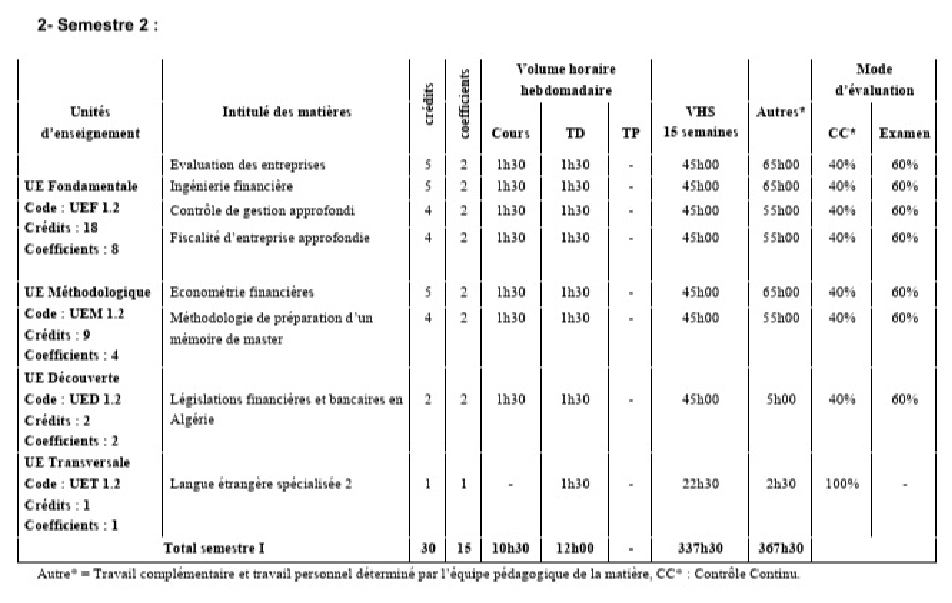 2- Semestre 2 :
Unités d'enseignement | Intitulé des matières | crédits | coefficients | Volume horaire hebdomadaire | VHS 15 semaines | Autres* | Mode d'évaluation
Cours | TD | TP | CC* | Examen
UE Fondamentale
Code : UEF 1.2
Crédits : 18
Coefficients : 8
Evaluation des entreprises 5 2 1h30 1h30 - 45h00 65h00 40% 60%
Ingénierie financière 5 2 1h30 1h30 - 45h00 65h00 40% 60%
Contrôle de gestion approfondi 4 2 1h30 1h30 - 45h00 55h00 40% 60%
Fiscalité d'entreprise approfondie 4 2 1h30 1h30 - 45h00 55h00 40% 60%
UE Méthodologique
Code : UEM 1.2
Crédits : 9
Coefficients : 4
Econométrie financières 5 2 1h30 1h30 - 45h00 65h00 40% 60%
Méthodologie de préparation d'un mémoire de master 4 2 1h30 1h30 - 45h00 55h00 40% 60%
UE Découverte
Code : UED 1.2
Crédits : 2
Coefficients : 2
Législations financières et bancaires en Algérie 2 2 1h30 1h30 45h00 5h00 40% 60%
UE Transversale
Code : UET 1.2
Crédits : 1
Coefficients : 1
Langue étrangère spécialisée 2 1 1 - 1h30 - 22h30 2h30 100% -
Total semestre I 30 15 10h30 12h00 - 337h30 367h30
Autre* = Travail complémentaire et travail personnel déterminé par l'équipe pédagogique de la matière, CC* : Contrôle Continu.